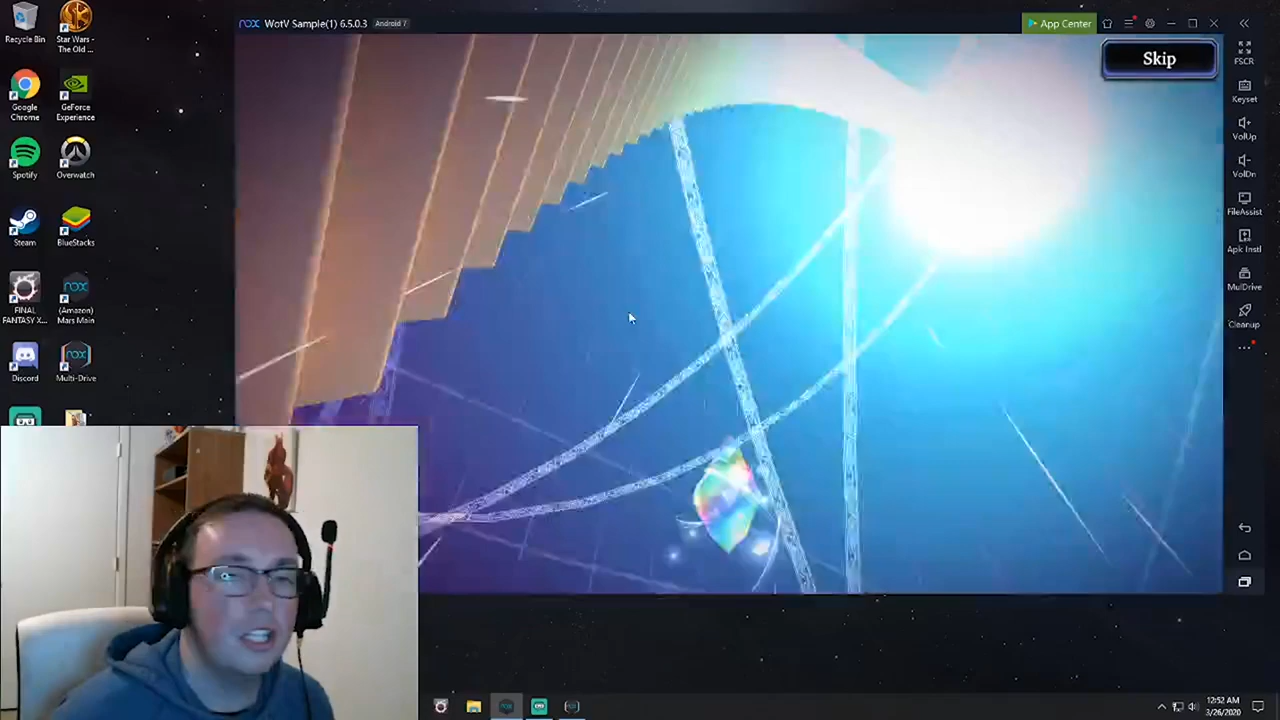 nox WotV Sample(1) 6.5.0.3 Android 7
App Center
Skip
Recycle Bin
Star Wars -
The Old ...
Google
Chrome
GeForce
Experience
Spotify
Overwatch
Steam
BlueStacks
FINAL
FANTASY X...
(Amazon)
Mars Main
nox
Discord
Multi-Drive
nox
FSCR
Keyset
VolUp
VolDn
FileAssist
Apk Instl
MulDrive
Cleanup
12:52 AM
3/26/2020